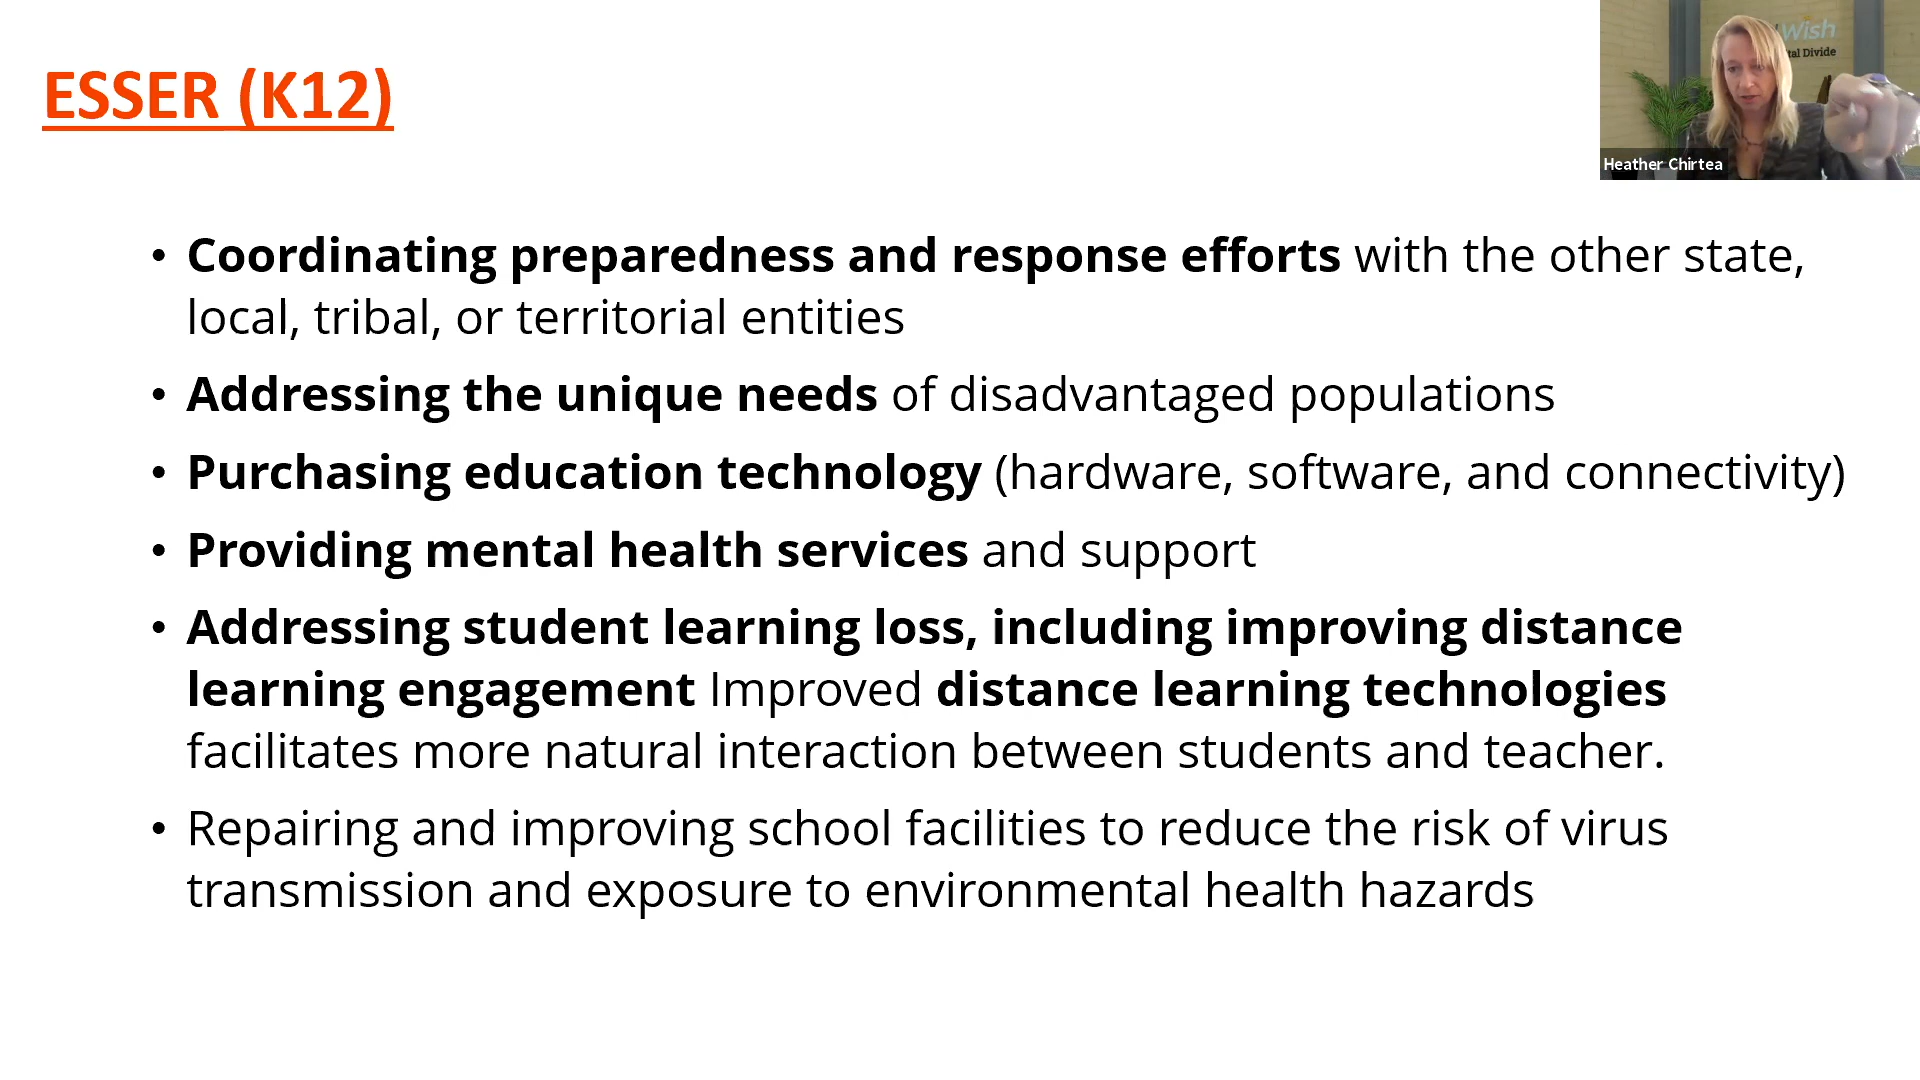 ESSER (K12)
Wish
tal Divide
Heather Chirtea
• Coordinating preparedness and response efforts with the other state,
local, tribal, or territorial entities
• Addressing the unique needs of disadvantaged populations
• Purchasing education technology (hardware, software, and connectivity)
• Providing mental health services and support
• Addressing student learning loss, including improving distance
learning engagement Improved distance learning technologies
facilitates more natural interaction between students and teacher.
• Repairing and improving school facilities to reduce the risk of virus
transmission and exposure to environmental health hazards